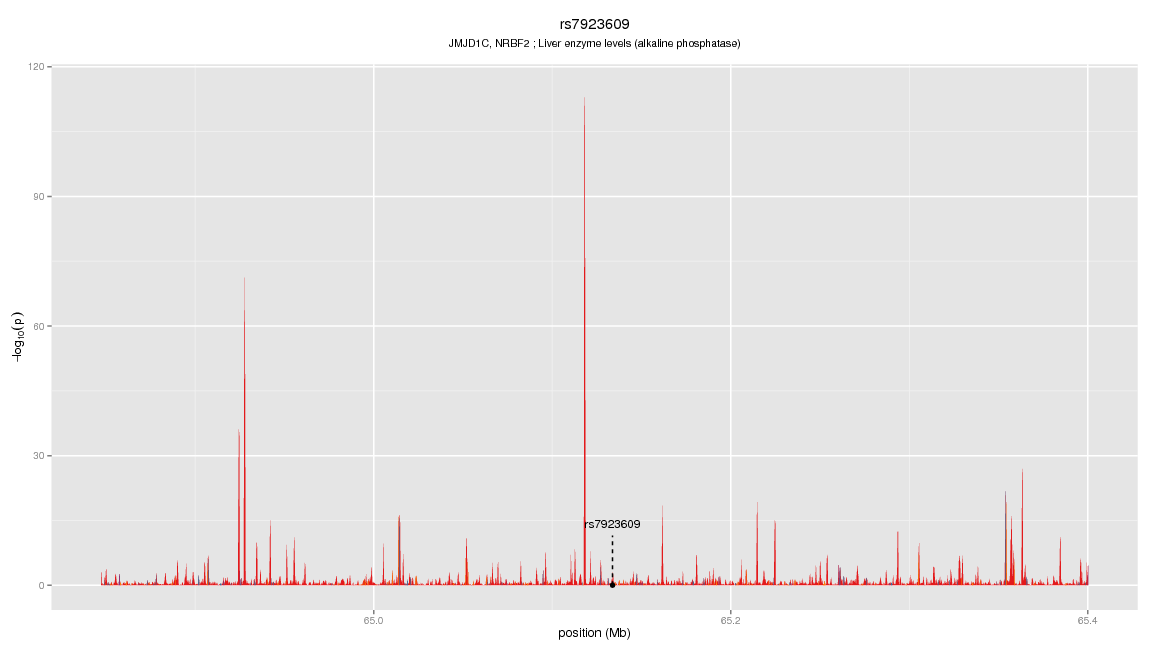 rs7923609
JMJD1C, NRBF2 ; Liver enzyme levels (alkaline phosphatase)
120
90
60
30
0
−log10(p)
rs7923609
65.0
65.2
65.4
position (Mb)